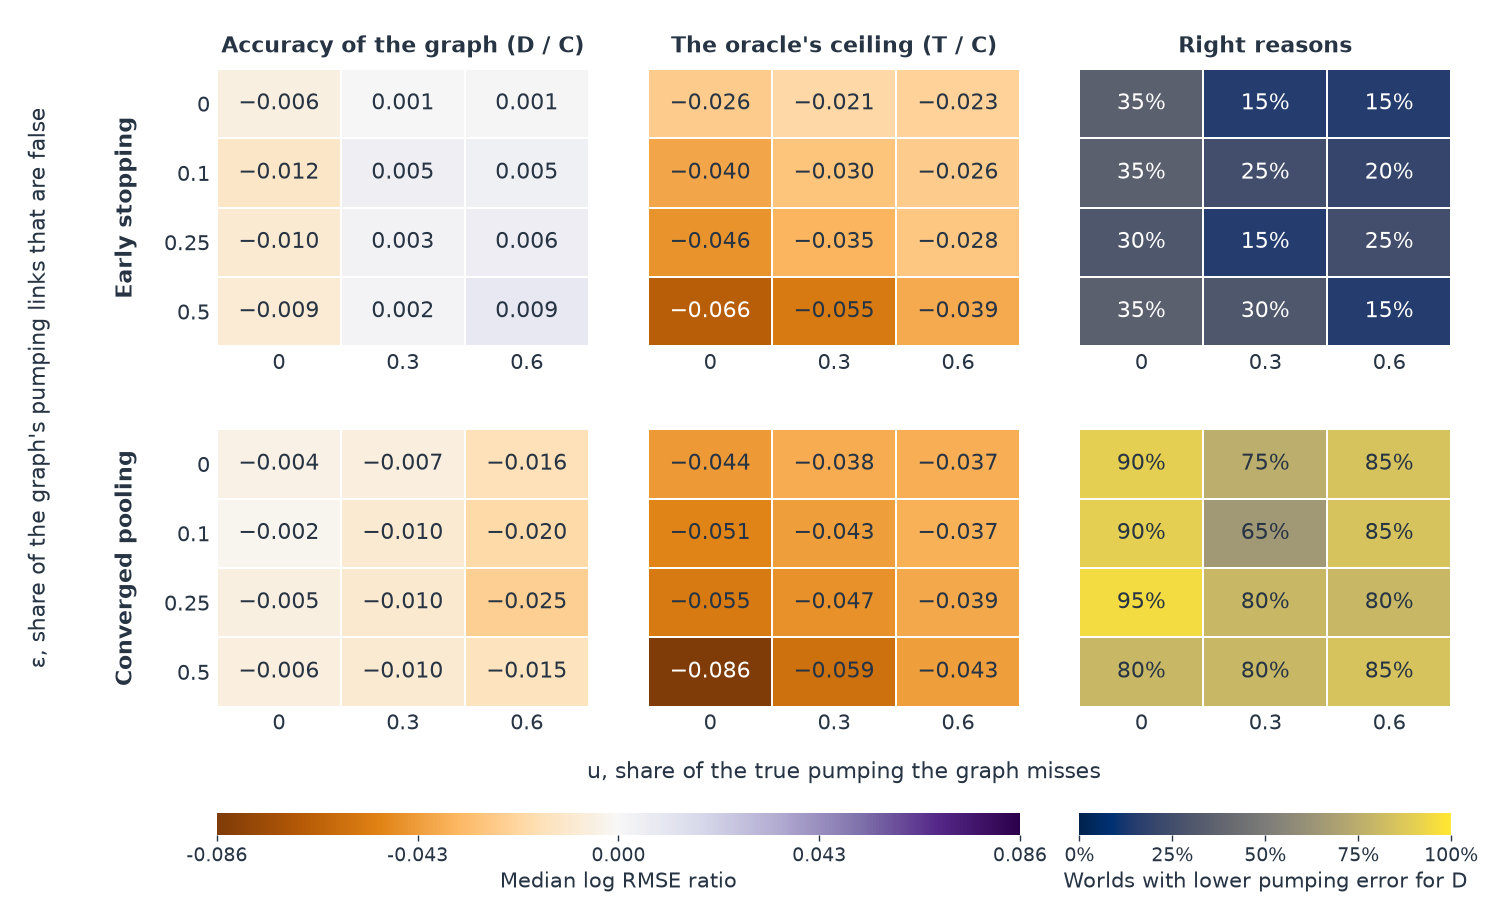 Accuracy of the graph (D / C)
The oracle's ceiling (T / C)
Right reasons
ε, share of the graph's pumping links that are false
Early stopping
0 −0.006 0.001 0.001 −0.026 −0.021 −0.023 35% 15% 15%
0.1 −0.012 0.005 0.005 −0.040 −0.030 −0.026 35% 25% 20%
0.25 −0.010 0.003 0.006 −0.046 −0.035 −0.028 30% 15% 25%
0.5 −0.009 0.002 0.009 −0.066 −0.055 −0.039 35% 30% 15%
0 0.3 0.6 0 0.3 0.6 0 0.3 0.6
Converged pooling
0 −0.004 −0.007 −0.016 −0.044 −0.038 −0.037 90% 75% 85%
0.1 −0.002 −0.010 −0.020 −0.051 −0.043 −0.037 90% 65% 85%
0.25 −0.005 −0.010 −0.025 −0.055 −0.047 −0.039 95% 80% 80%
0.5 −0.006 −0.010 −0.015 −0.086 −0.059 −0.043 80% 80% 85%
0 0.3 0.6 0 0.3 0.6 0 0.3 0.6
u, share of the true pumping the graph misses
-0.086 -0.043 0.000 0.043 0.086
Median log RMSE ratio
0% 25% 50% 75% 100%
Worlds with lower pumping error for D